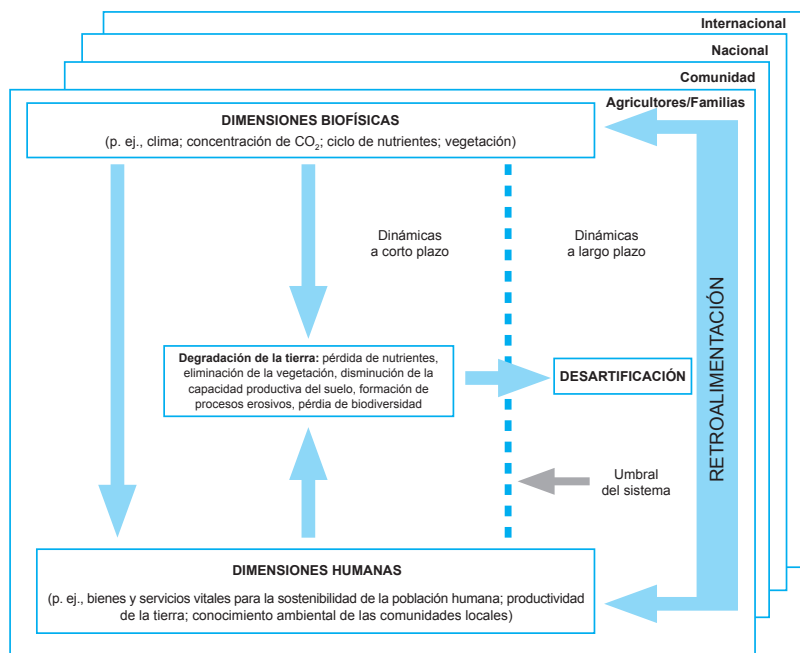 Internacional
Nacional
Comunidad
Agricultores/Familias
DIMENSIONES BIOFÍSICAS
(p. ej., clima; concentración de CO₂; ciclo de nutrientes; vegetación)
Dinámicas
a corto plazo
Dinámicas
a largo plazo
Degradación de la tierra: pérdida de nutrientes,
eliminación de la vegetación, disminución de la
capacidad productiva del suelo, formación de
procesos erosivos, pérdia de biodiversidad
DESARTIFICACIÓN
RETROALIMENTACIÓN
Umbral
del sistema
DIMENSIONES HUMANAS
(p. ej., bienes y servicios vitales para la sostenibilidad de la población humana; productividad
de la tierra; conocimiento ambiental de las comunidades locales)